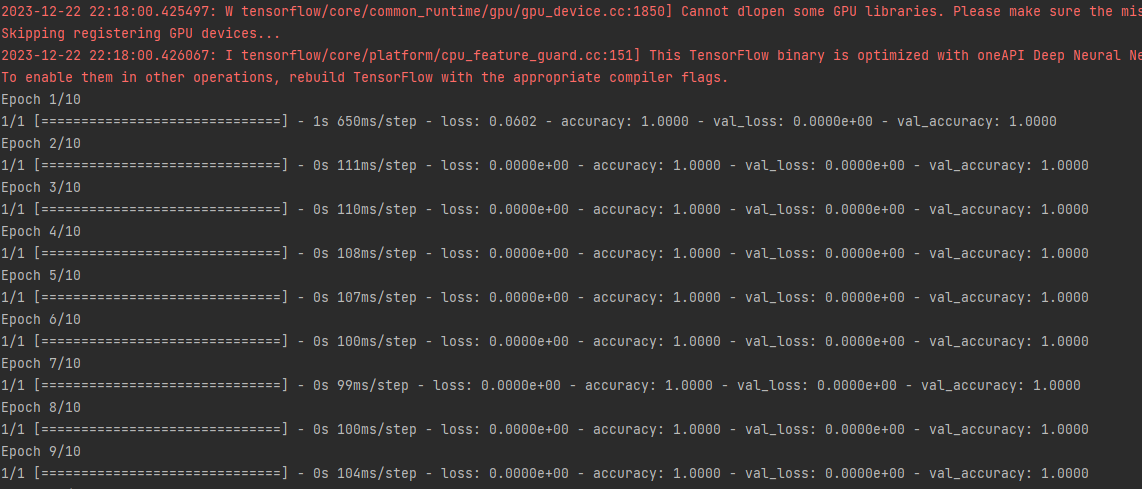 2023-12-22 22:18:00.425497: W tensorflow/core/common_runtime/gpu/gpu_device.cc:1850] Cannot dlopen some GPU libraries. Please make sure the
Skipping registering GPU devices...
2023-12-22 22:18:00.426067: I tensorflow/core/platform/cpu_feature_guard.cc:151] This TensorFlow binary is optimized with oneAPI Deep Neural
To enable them in other operations, rebuild TensorFlow with the appropriate compiler flags.
Epoch 1/10
1/1 [==============================] - 1s 650ms/step - loss: 0.0602 - accuracy: 1.0000 - val_loss: 0.0000e+00 - val_accuracy: 1.0000
Epoch 2/10
1/1 [==============================] - 0s 111ms/step - loss: 0.0000e+00 - accuracy: 1.0000 - val_loss: 0.0000e+00 - val_accuracy: 1.0000
Epoch 3/10
1/1 [==============================] - 0s 110ms/step - loss: 0.0000e+00 - accuracy: 1.0000 - val_loss: 0.0000e+00 - val_accuracy: 1.0000
Epoch 4/10
1/1 [==============================] - 0s 108ms/step - loss: 0.0000e+00 - accuracy: 1.0000 - val_loss: 0.0000e+00 - val_accuracy: 1.0000
Epoch 5/10
1/1 [==============================] - 0s 107ms/step - loss: 0.0000e+00 - accuracy: 1.0000 - val_loss: 0.0000e+00 - val_accuracy: 1.0000
Epoch 6/10
1/1 [==============================] - 0s 100ms/step - loss: 0.0000e+00 - accuracy: 1.0000 - val_loss: 0.0000e+00 - val_accuracy: 1.0000
Epoch 7/10
1/1 [==============================] - 0s 99ms/step - loss: 0.0000e+00 - accuracy: 1.0000 - val_loss: 0.0000e+00 - val_accuracy: 1.0000
Epoch 8/10
1/1 [==============================] - 0s 100ms/step - loss: 0.0000e+00 - accuracy: 1.0000 - val_loss: 0.0000e+00 - val_accuracy: 1.0000
Epoch 9/10
1/1 [==============================] - 0s 104ms/step - loss: 0.0000e+00 - accuracy: 1.0000 - val_loss: 0.0000e+00 - val_accuracy: 1.0000